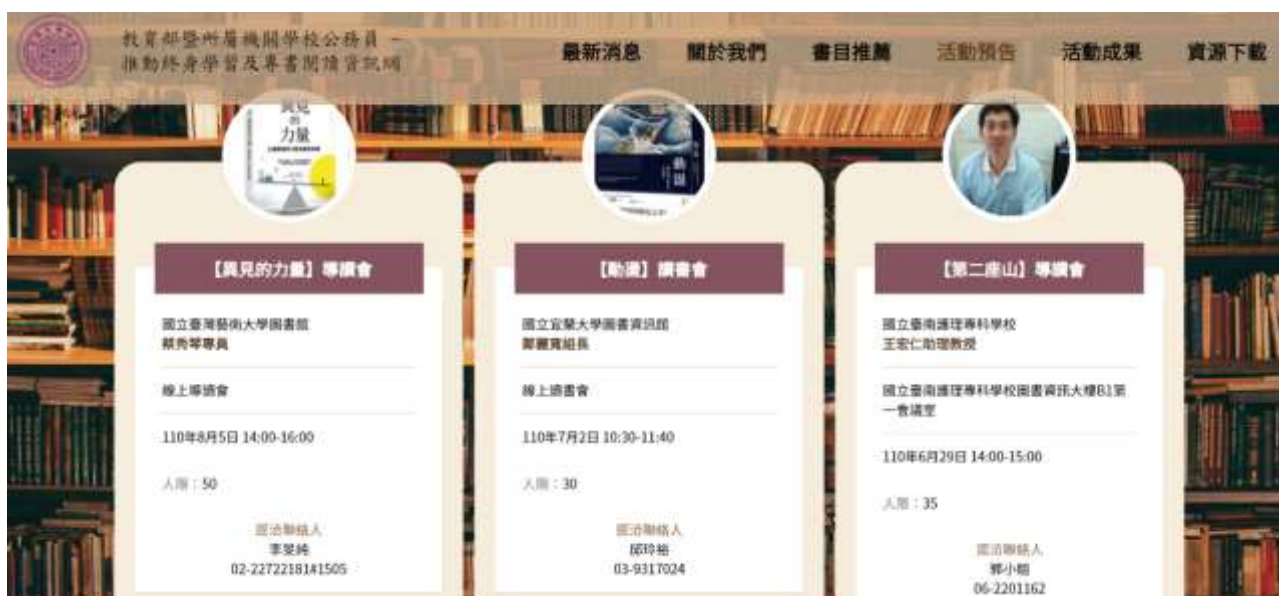 教育部暨所屬機關學校公務員 –
推動終身學習及專書閱讀資訊網
最新消息 關於我們 書目推薦 活動預告 活動成果 資源下載
異見
的
力量
動盪
【異見的力量】導讀會
國立臺灣藝術大學圖書館
蔡秀琴專員
線上導讀會
110年8月5日 14:00-16:00
人限：50
逕洽聯絡人
李旻純
02-2272218141505
【動盪】讀書會
國立宜蘭大學圖書資訊館
鄭麗寬組長
線上讀書會
110年7月2日 10:30-11:40
人限：30
逕洽聯絡人
邱玲裕
03-9317024
【第二座山】導讀會
國立臺南護理專科學校
王宏仁助理教授
國立臺南護理專科學校圖書資訊大樓B1第
一會議室
110年6月29日 14:00-15:00
人限：35
逕洽聯絡人
06-2201162